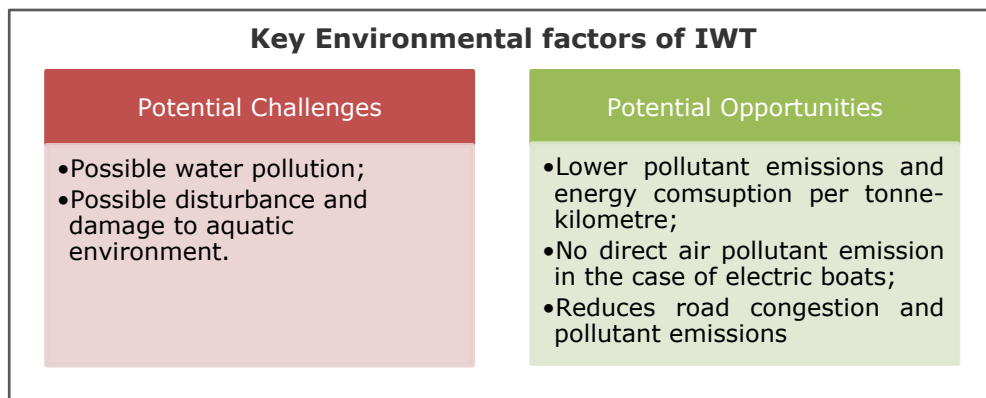 Key Environmental factors of IWT
Potential Challenges
•Possible water pollution;
•Possible disturbance and
damage to aquatic
environment.
Potential Opportunities
•Lower pollutant emissions and
energy comsuption per tonne-
kilometre;
•No direct air pollutant emission
in the case of electric boats;
•Reduces road congestion and
pollutant emissions